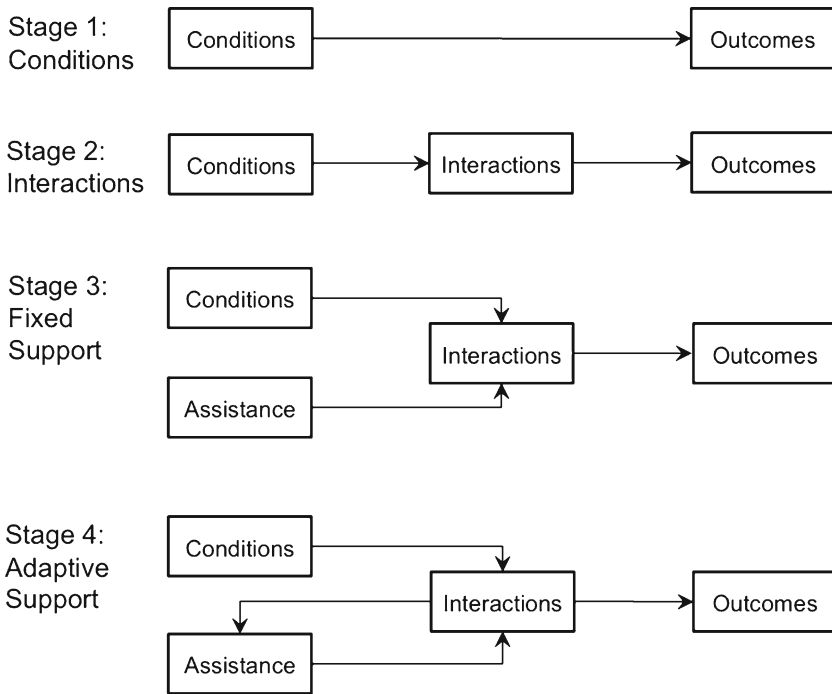 Stage 1:
Conditions
Conditions
Outcomes
Stage 2:
Interactions
Conditions
Interactions
Outcomes
Stage 3:
Fixed
Support
Conditions
Interactions
Outcomes
Assistance
Stage 4:
Adaptive
Support
Conditions
Interactions
Outcomes
Assistance